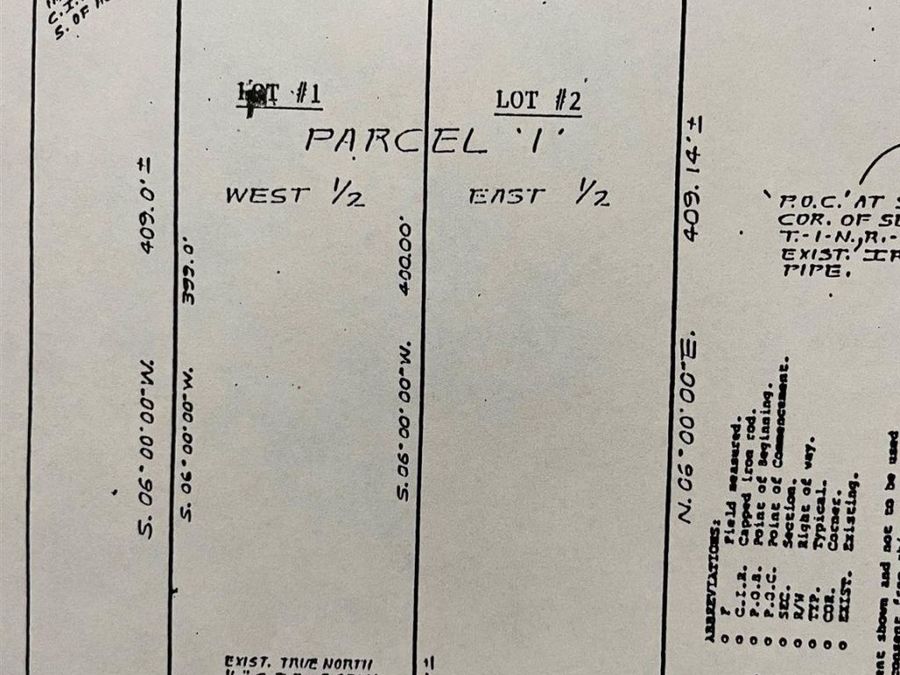 C.I.
S. OF
LOT #1
LOT #2
PARCEL '1'
WEST 1/2
EAST 1/2
409.0' ±
S. 06° 00' 00" W.
399.0'
S. 06° 00' 00" W.
400.00'
S. 06° 00' 00" W.
409.14' ±
N. 06° 00' 00" E.
'P.O.C.' AT
COR. OF
T.-1-N., R.-
EXIST.
PIPE.
ABBREVIATIONS:
o F Field measured.
o C.I.R. Capped iron rod.
o P.O.B. Point of Beginning.
o P.O.C. Point of Commencement.
o SEC. Section.
o R/W Right of way.
o TYP. Typical.
o COR. Corner.
o EXIST. Existing.
shown and not to be used
EXIST. TRUE NORTH